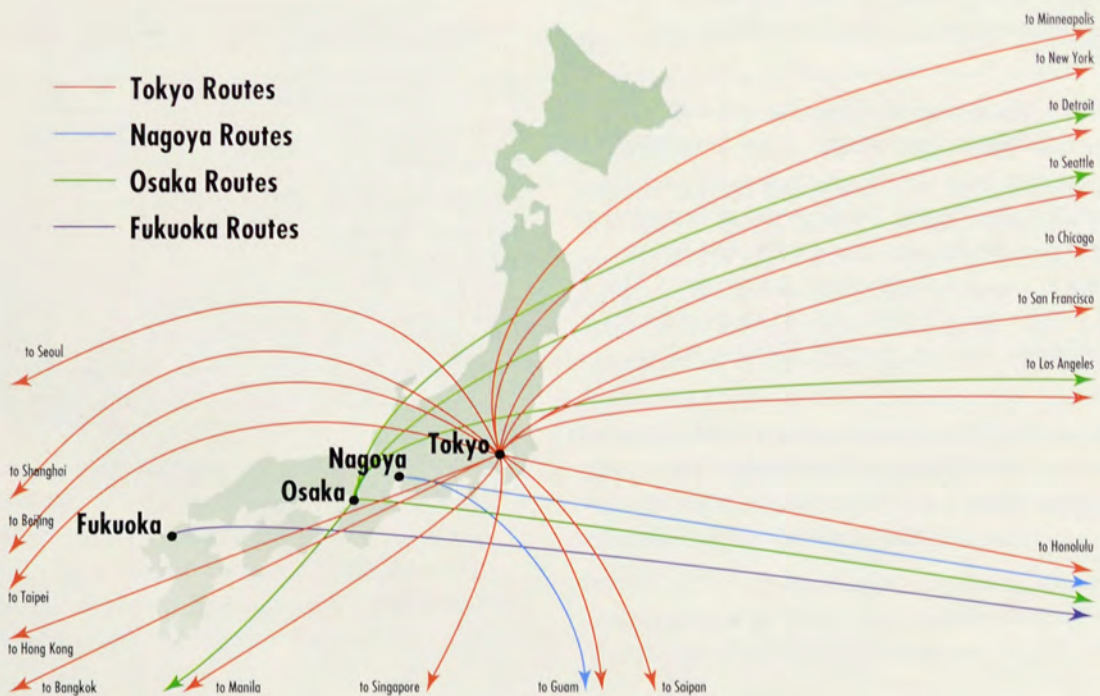 Tokyo Routes
Nagoya Routes
Osaka Routes
Fukuoka Routes
to Minneapolis
to New York
to Detroit
to Seattle
to Chicago
to San Francisco
to Los Angeles
to Honolulu
to Seoul
to Shanghai
to Beijing
to Taipei
to Hong Kong
to Bangkok
to Manila
to Singapore
to Guam
to Saipan
Tokyo
Nagoya
Osaka
Fukuoka